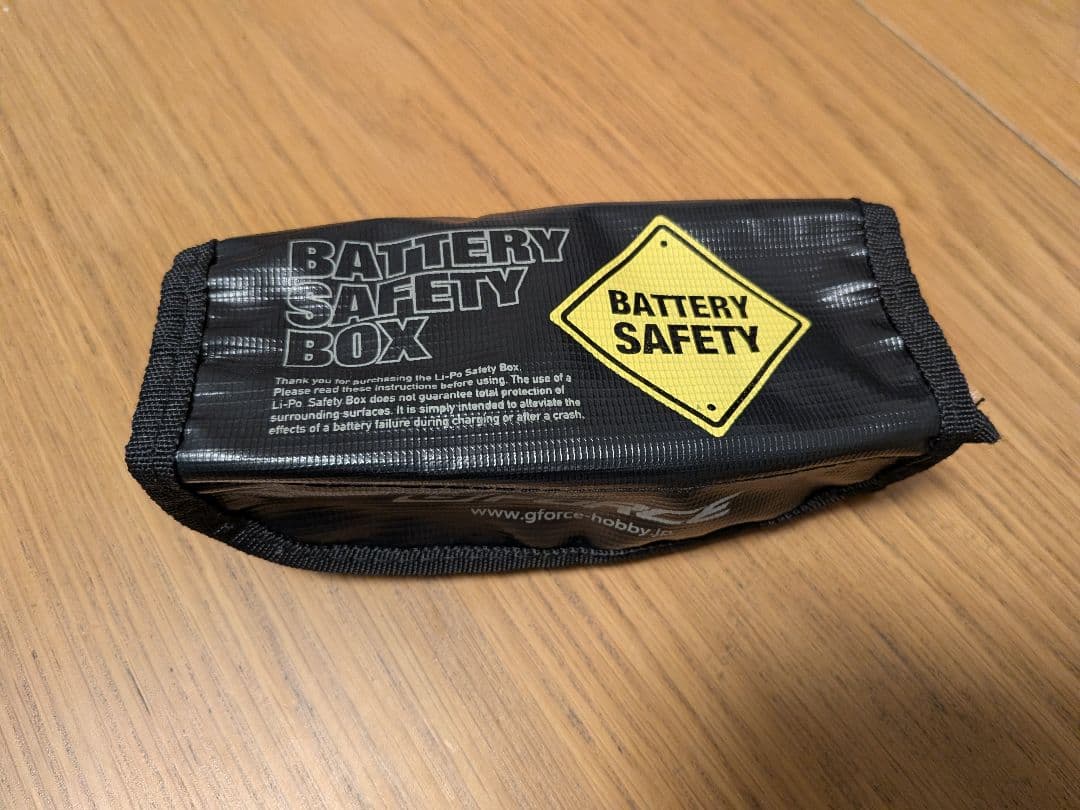 BATTERY
SAFETY
BOX
Thank you for purchasing the Li-Po Safety Box.
Please read these instructions before using. The use of a
Li-Po Safety Box does not guarantee total protection of
surrounding surfaces. It is simply intended to alleviate the
effects of a battery failure during charging or after a crash.
BATTERY
SAFETY
www.gforce-hobby.jp